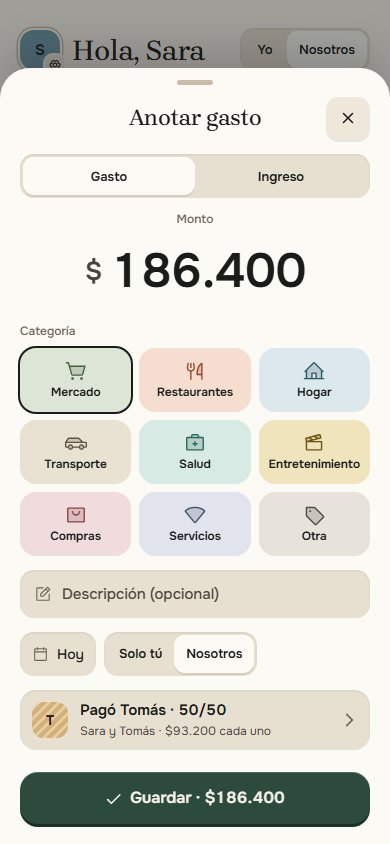 S
Hola, Sara
Yo
Nosotros
Anotar gasto
Gasto
Ingreso
Monto
$ 186.400
Categoría
Mercado
Restaurantes
Hogar
Transporte
Salud
Entretenimiento
Compras
Servicios
Otra
Descripción (opcional)
Hoy
Solo tú
Nosotros
T
Pagó Tomás · 50/50
Sara y Tomás · $93.200 cada uno
Guardar · $186.400